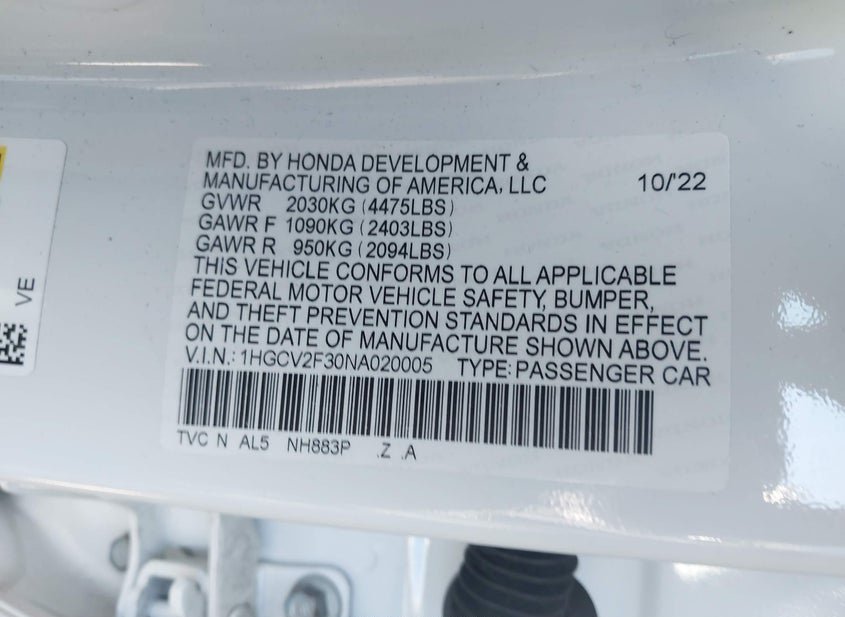 MFD. BY HONDA DEVELOPMENT &
MANUFACTURING OF AMERICA, LLC 10/'22
GVWR 2030KG (4475LBS)
GAWR F 1090KG (2403LBS)
GAWR R 950KG (2094LBS)
THIS VEHICLE CONFORMS TO ALL APPLICABLE
FEDERAL MOTOR VEHICLE SAFETY, BUMPER,
AND THEFT PREVENTION STANDARDS IN EFFECT
ON THE DATE OF MANUFACTURE SHOWN ABOVE.
V.I.N.: 1HGCV2F30NA020005 TYPE: PASSENGER CAR
TVC N AL5 NH883P .Z .A
VE